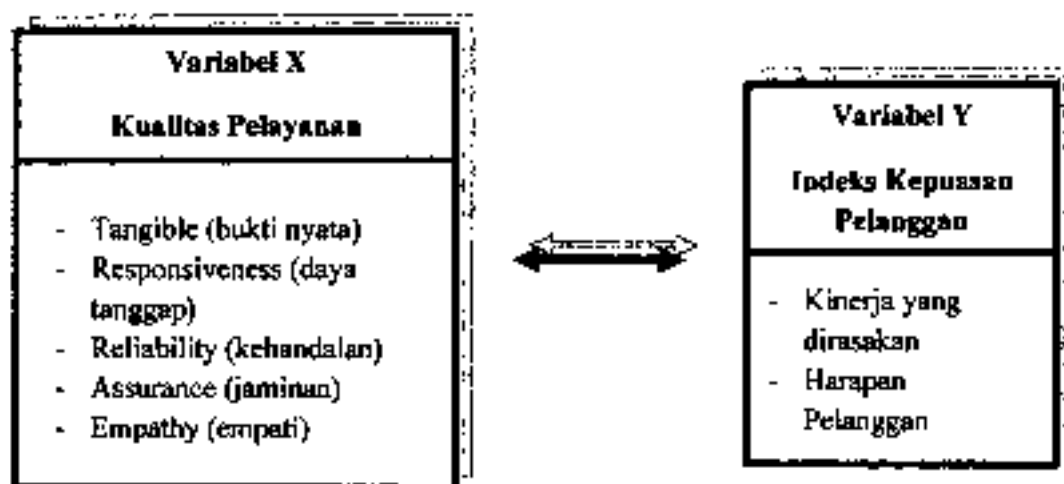 Variabel X
Kualitas Pelayanan
- Tangible (bukti nyata)
- Responsiveness (daya
tanggap)
- Reliability (kehandalan)
- Assurance (jaminan)
- Empathy (empati)
Variabel Y
Indeks Kepuasan
Pelanggan
- Kinerja yang
dirasakan
- Harapan
Pelanggan